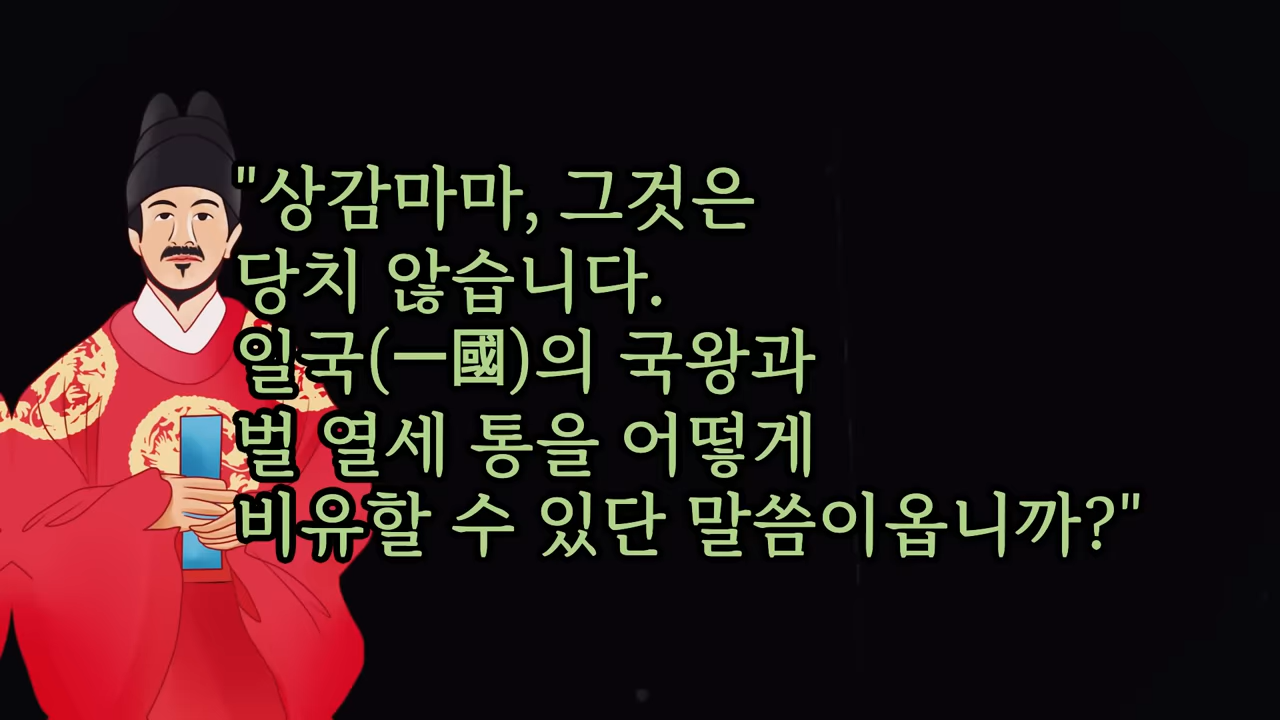 "상감마마, 그것은
당치 않습니다.
일국(一國)의 국왕과
벌 열세 통을 어떻게
비유할 수 있단 말씀이옵니까?"